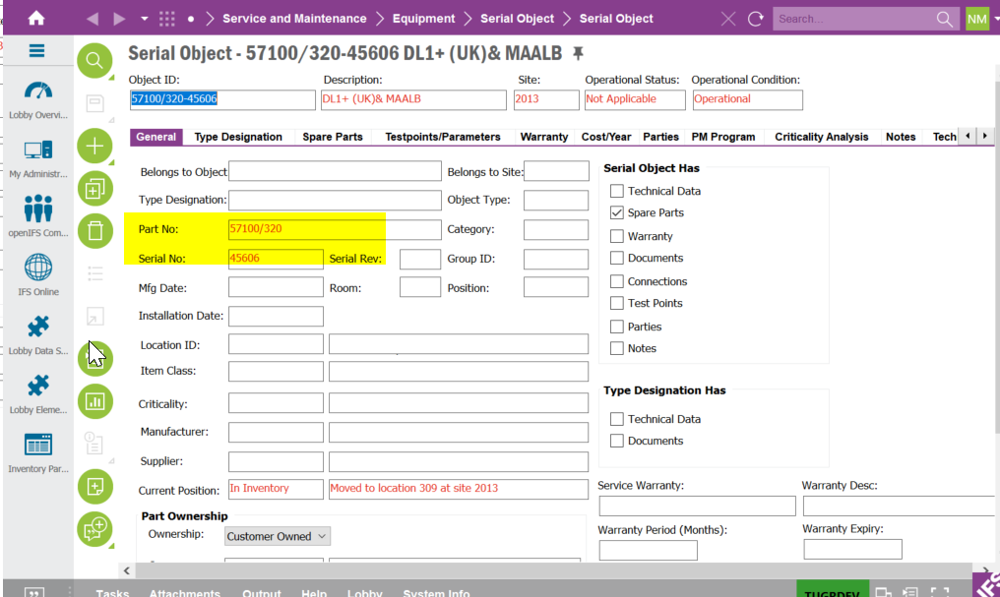 Service and Maintenance > Equipment > Serial Object > Serial Object Search... NM
Serial Object - 57100/320-45606 DL1+ (UK)& MAALB
Object ID: Description: Site: Operational Status: Operational Condition:
57100/320-45606 DL1+ (UK)& MAALB 2013 Not Applicable Operational
General Type Designation Spare Parts Testpoints/Parameters Warranty Cost/Year Parties PM Program Criticality Analysis Notes Tech
Lobby Overvi...
My Administr...
openIFS Com...
IFS Online
Lobby Data S...
Lobby Eleme...
Inventory Par...
Belongs to Object Belongs to Site:
Type Designation: Object Type:
Part No: 57100/320 Category:
Serial No: 45606 Serial Rev: Group ID:
Mfg Date: Room: Position:
Installation Date:
Location ID:
Item Class:
Criticality:
Manufacturer:
Supplier:
Current Position: In Inventory Moved to location 309 at site 2013
Part Ownership
Ownership: Customer Owned
Serial Object Has
Technical Data
Spare Parts
Warranty
Documents
Connections
Test Points
Parties
Notes
Type Designation Has
Technical Data
Documents
Service Warranty: Warranty Desc:
Warranty Period (Months): Warranty Expiry:
Tasks Attachments Output Help Lobby System Info TUGBDEV
IFS